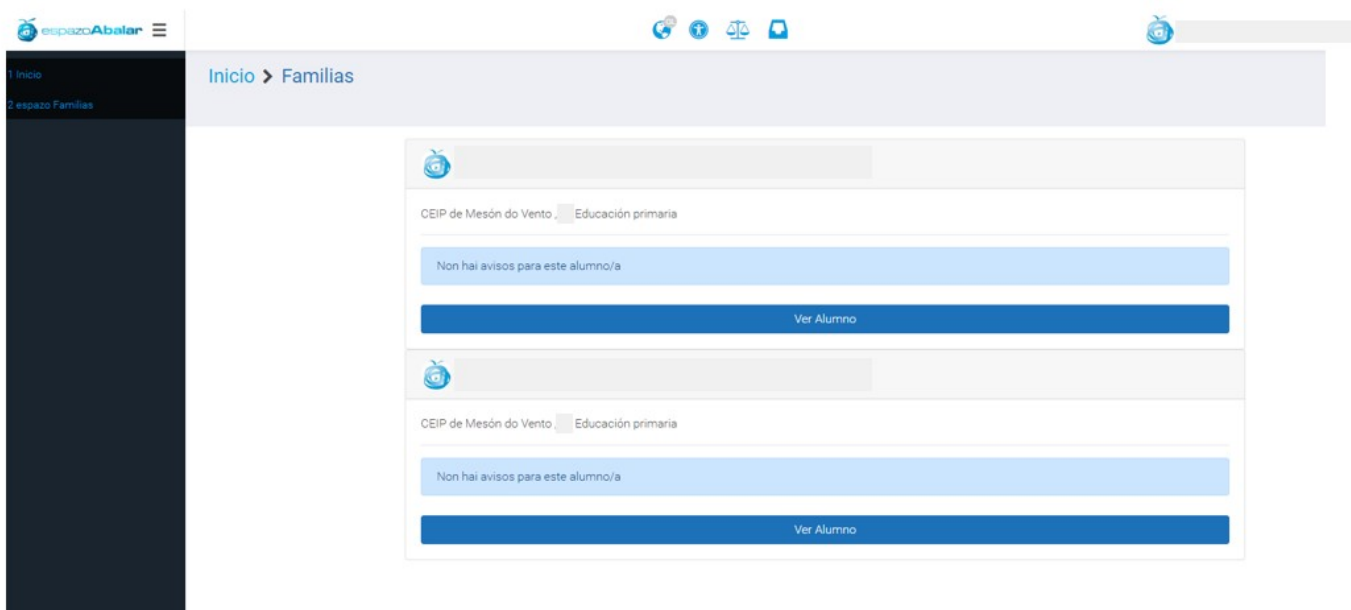 espazoAbalar
1 Inicio
2 espazo Familias
Inicio > Familias
CEIP de Mesón do Vento , Educación primaria
Non hai avisos para este alumno/a
Ver Alumno
CEIP de Mesón do Vento , Educación primaria
Non hai avisos para este alumno/a
Ver Alumno